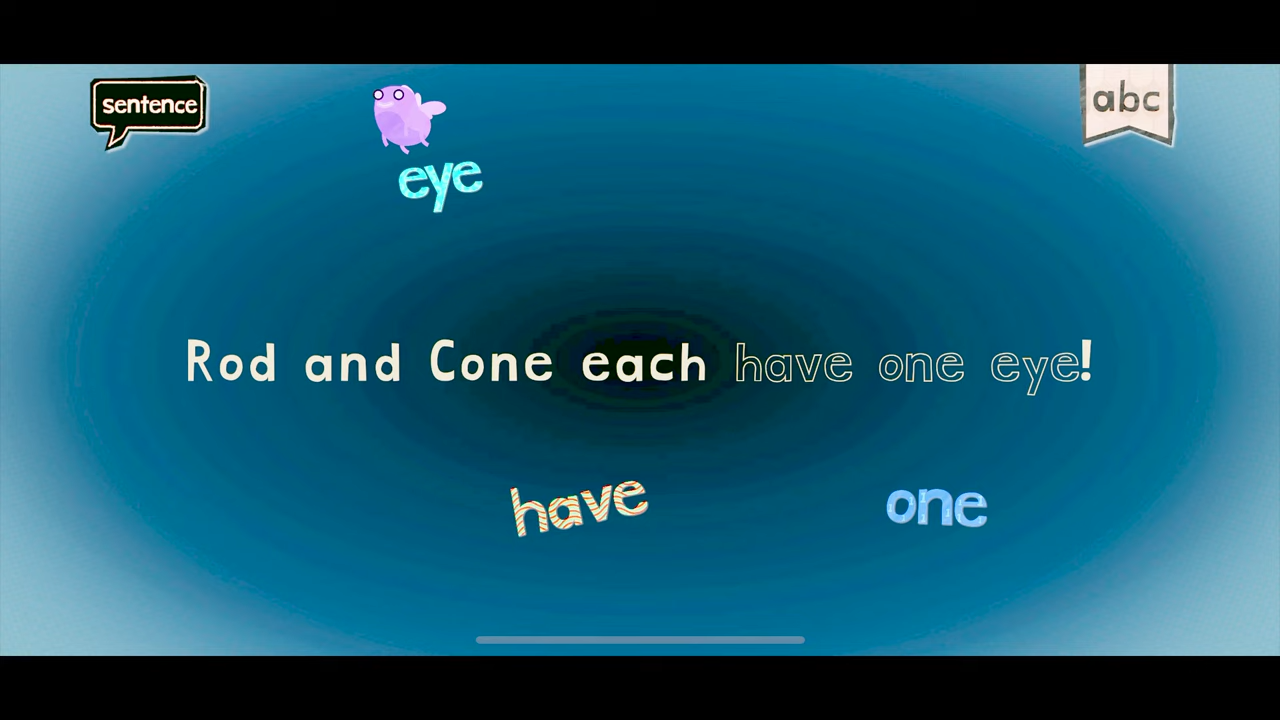 sentence
abc
eye
Rod and Cone each have one eye!
have
one